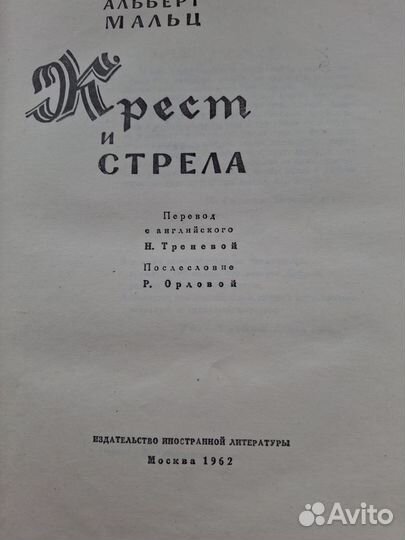 АЛЬБЕРТ
МАЛЬЦ
Крест
и
СТРЕЛА
Перевод
с английского
Н. Треневой
Послесловие
Р. Орловой
ИЗДАТЕЛЬСТВО ИНОСТРАННОЙ ЛИТЕРАТУРЫ
Москва 1962
Avito